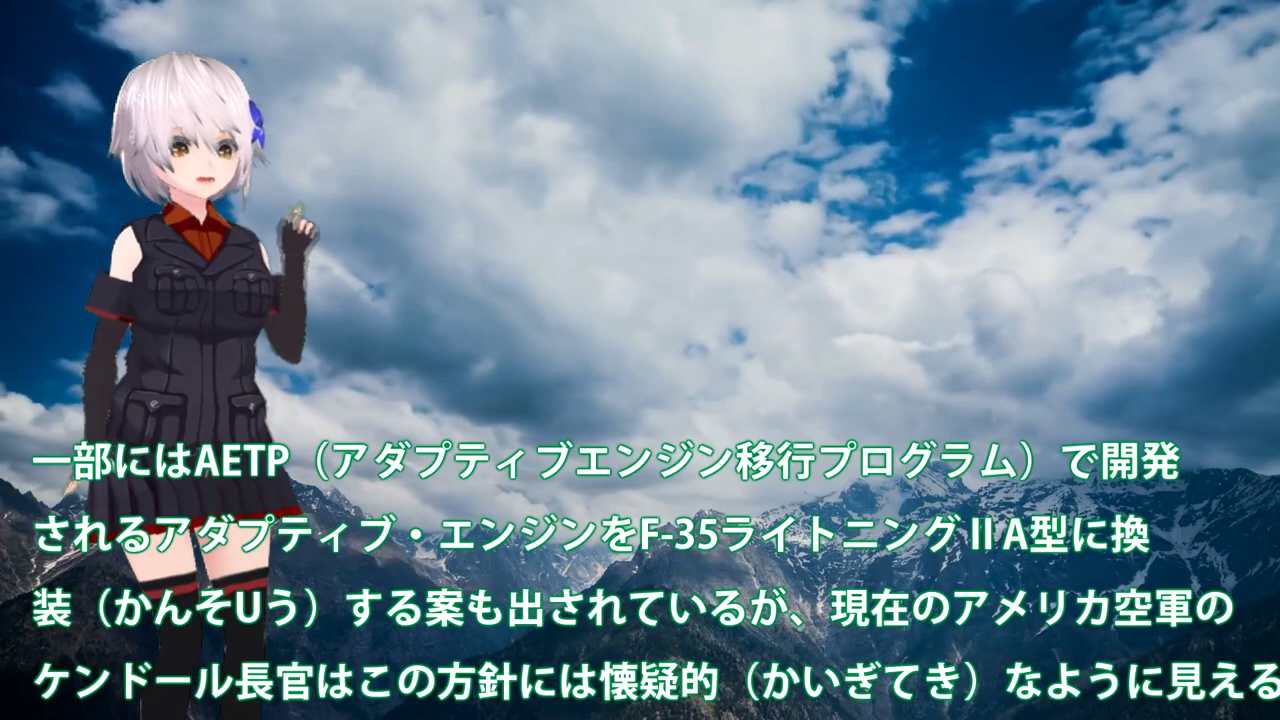 一部にはAETP（アダプティブエンジン移行プログラム）で開発
されるアダプティブ・エンジンをF-35ライトニングⅡA型に換
装（かんそUう）する案も出されているが、現在のアメリカ空軍の
ケンドール長官はこの方針には懐疑的（かいぎてき）なように見える